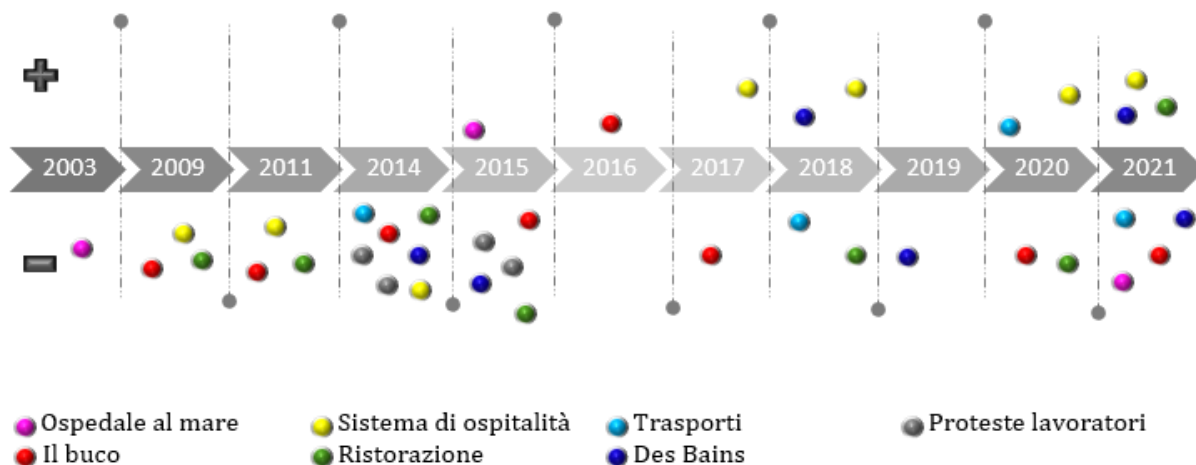 2003 2009 2011 2014 2015 2016 2017 2018 2019 2020 2021
Ospedale al mare Sistema di ospitalità Trasporti Proteste lavoratori
Il buco Ristorazione Des Bains